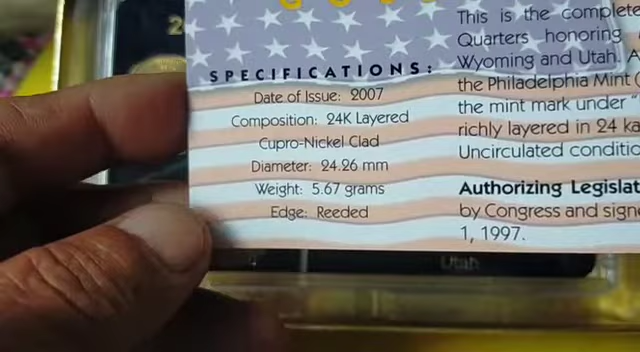 SPECIFICATIONS:
Date of Issue: 2007
Composition: 24K Layered
Cupro-Nickel Clad
Diameter: 24.26 mm
Weight: 5.67 grams
Edge: Reeded
This is the complete
Quarters honoring
Wyoming and Utah. A
the Philadelphia Mint
the mint mark under "
richly layered in 24 ka
Uncirculated conditio
Authorizing Legislat
by Congress and signe
1, 1997.
Utah